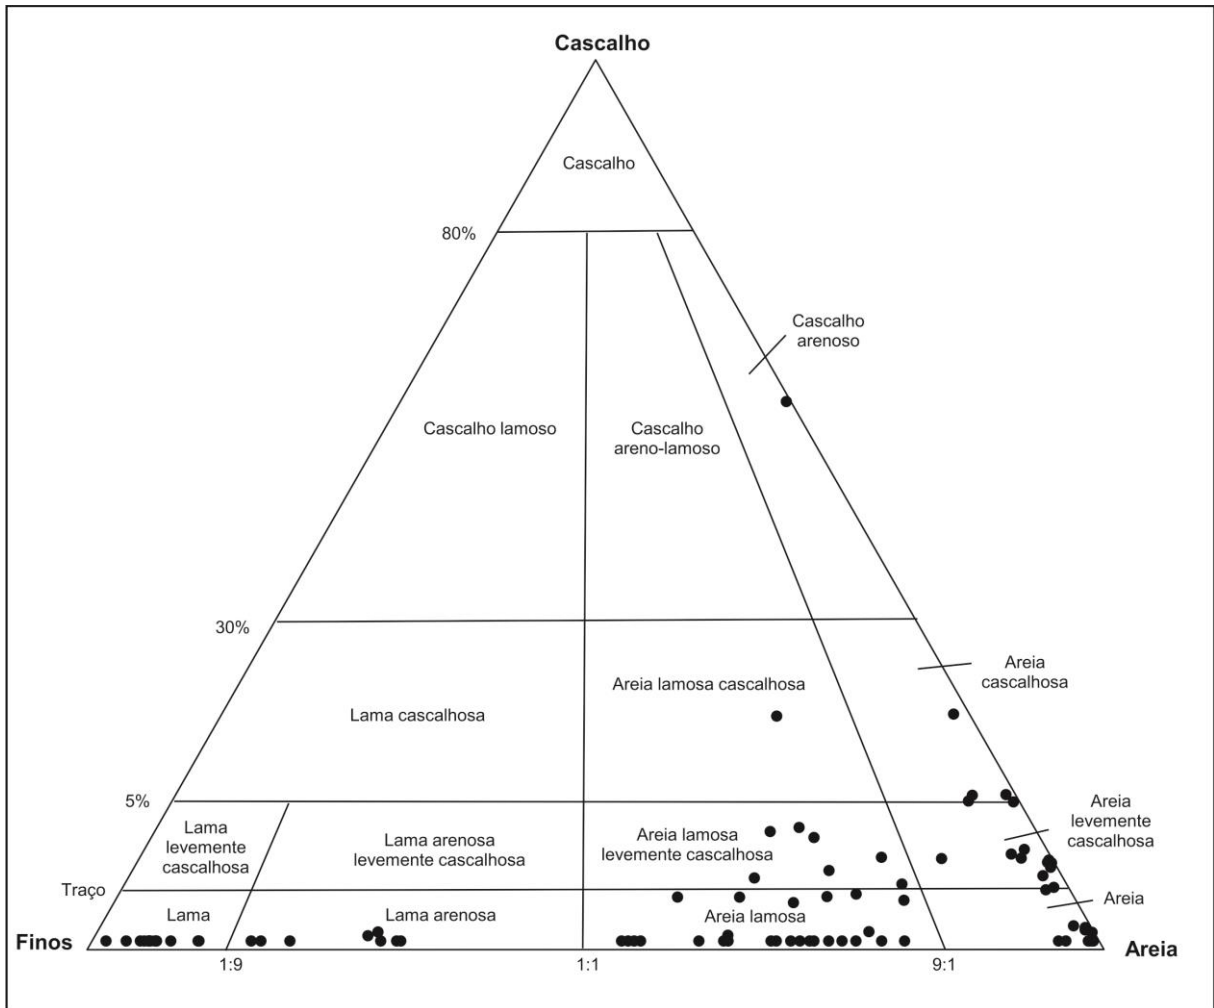 Cascalho
Cascalho
80%
Cascalho
arenoso
Cascalho lamoso
Cascalho
areno-lamoso
30%
Areia
cascalhosa
Areia lamosa cascalhosa
Lama cascalhosa
5%
Lama
levemente
cascalhosa
Lama arenosa
levemente cascalhosa
Areia lamosa
levemente cascalhosa
Areia
levemente
cascalhosa
Traço
Lama
Lama arenosa
Areia lamosa
Areia
Finos
Areia
1:9
1:1
9:1